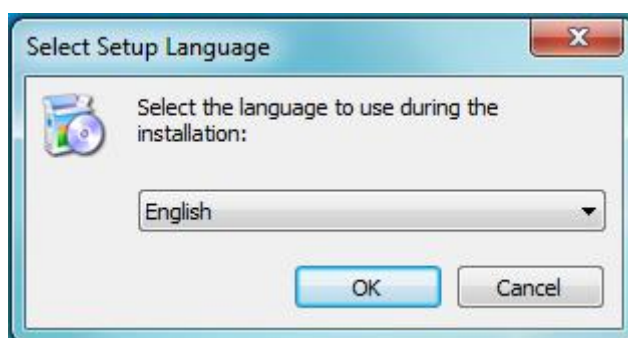 Select Setup Language
Select the language to use during the
installation:
English
OK
Cancel